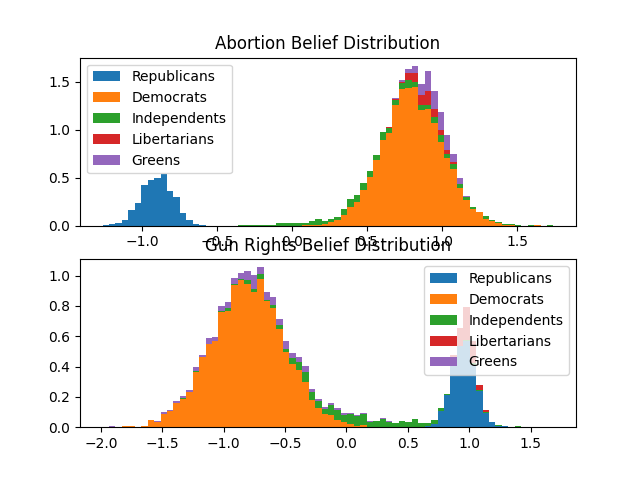 Abortion Belief Distribution
1.5
1.0
0.5
0.0
Republicans
Democrats
Independents
Libertarians
Greens
−1.0
−0.5
0.0
0.5
1.0
1.5
Gun Rights Belief Distribution
1.0
0.8
0.6
0.4
0.2
0.0
Republicans
Democrats
Independents
Libertarians
Greens
−2.0
−1.5
−1.0
−0.5
0.0
0.5
1.0
1.5